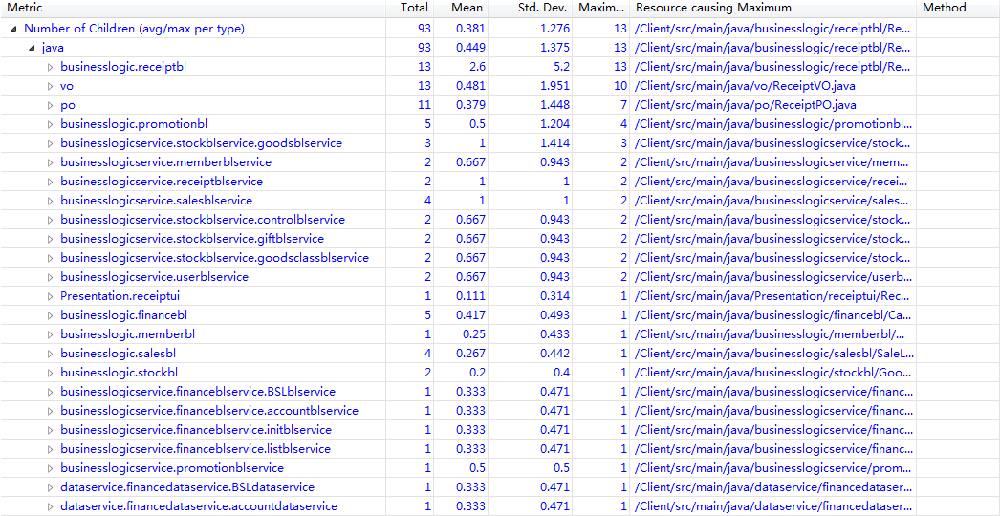 Metric Total Mean Std. Dev. Maxim... Resource causing Maximum Method
Number of Children (avg/max per type) 93 0.381 1.276 13 /Client/src/main/java/businesslogic/receiptbl/Re...
java 93 0.449 1.375 13 /Client/src/main/java/businesslogic/receiptbl/Re...
businesslogic.receiptbl 13 2.6 5.2 13 /Client/src/main/java/businesslogic/receiptbl/Re...
vo 13 0.481 1.951 10 /Client/src/main/java/vo/ReceiptVO.java
po 11 0.379 1.448 7 /Client/src/main/java/po/ReceiptPO.java
businesslogic.promotionbl 5 0.5 1.204 4 /Client/src/main/java/businesslogic/promotionbl...
businesslogicservice.stockblservice.goodsblservice 3 1 1.414 3 /Client/src/main/java/businesslogicservice/stock...
businesslogicservice.memberblservice 2 0.667 0.943 2 /Client/src/main/java/businesslogicservice/mem...
businesslogicservice.receiptblservice 2 1 1 2 /Client/src/main/java/businesslogicservice/recei...
businesslogicservice.salesblservice 4 1 1 2 /Client/src/main/java/businesslogicservice/sales...
businesslogicservice.stockblservice.controlblservice 2 0.667 0.943 2 /Client/src/main/java/businesslogicservice/stock...
businesslogicservice.stockblservice.giftblservice 2 0.667 0.943 2 /Client/src/main/java/businesslogicservice/stock...
businesslogicservice.stockblservice.goodsclassblservice 2 0.667 0.943 2 /Client/src/main/java/businesslogicservice/stock...
businesslogicservice.userblservice 2 0.667 0.943 2 /Client/src/main/java/businesslogicservice/userb...
Presentation.receiptui 1 0.111 0.314 1 /Client/src/main/java/Presentation/receiptui/Rec...
businesslogic.financebl 5 0.417 0.493 1 /Client/src/main/java/businesslogic/financebl/Ca...
businesslogic.memberbl 1 0.25 0.433 1 /Client/src/main/java/businesslogic/memberbl/...
businesslogic.salesbl 4 0.267 0.442 1 /Client/src/main/java/businesslogic/salesbl/SaleL...
businesslogic.stockbl 2 0.2 0.4 1 /Client/src/main/java/businesslogic/stockbl/Goo...
businesslogicservice.financeblservice.BSLblservice 1 0.333 0.471 1 /Client/src/main/java/businesslogicservice/financ...
businesslogicservice.financeblservice.accountblservice 1 0.333 0.471 1 /Client/src/main/java/businesslogicservice/financ...
businesslogicservice.financeblservice.initblservice 1 0.333 0.471 1 /Client/src/main/java/businesslogicservice/financ...
businesslogicservice.financeblservice.listblservice 1 0.333 0.471 1 /Client/src/main/java/businesslogicservice/financ...
businesslogicservice.promotionblservice 1 0.5 0.5 1 /Client/src/main/java/businesslogicservice/prom...
dataservice.financedataservice.BSLdataservice 1 0.333 0.471 1 /Client/src/main/java/dataservice/financedataser...
dataservice.financedataservice.accountdataservice 1 0.333 0.471 1 /Client/src/main/java/dataservice/financedataser...